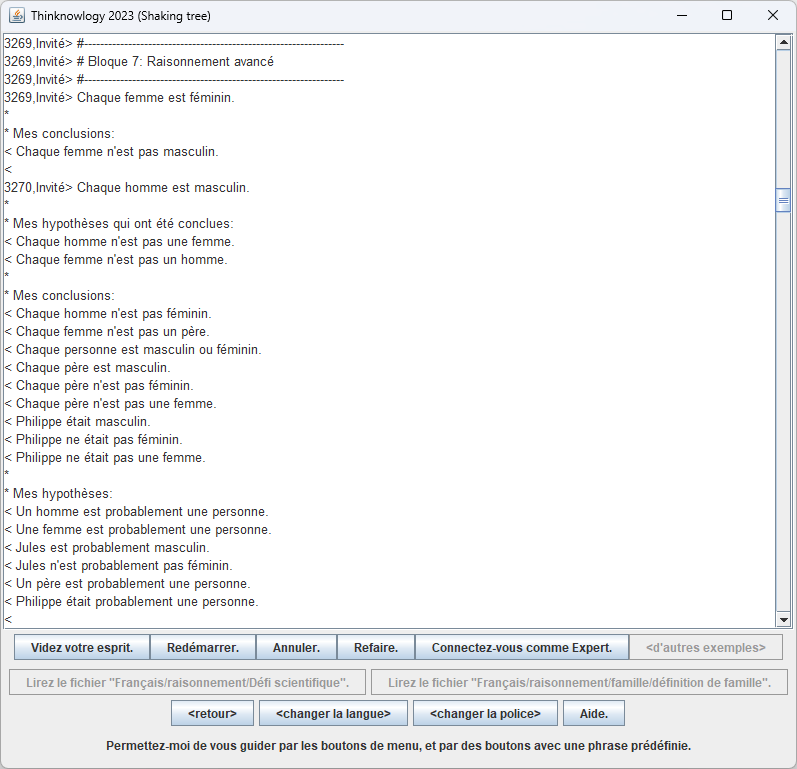 Thinknowlogy 2023 (Shaking tree)
3269,Invité> #----------------------------------------------------------------
3269,Invité> # Bloque 7: Raisonnement avancé
3269,Invité> #----------------------------------------------------------------
3269,Invité> Chaque femme est féminin.
*
* Mes conclusions:
< Chaque femme n'est pas masculin.
<
3270,Invité> Chaque homme est masculin.
*
* Mes hypothèses qui ont été conclues:
< Chaque homme n'est pas une femme.
< Chaque femme n'est pas un homme.
*
* Mes conclusions:
< Chaque homme n'est pas féminin.
< Chaque femme n'est pas un père.
< Chaque personne est masculin ou féminin.
< Chaque père est masculin.
< Chaque père n'est pas féminin.
< Chaque père n'est pas une femme.
< Philippe était masculin.
< Philippe ne était pas féminin.
< Philippe ne était pas une femme.
*
* Mes hypothèses:
< Un homme est probablement une personne.
< Une femme est probablement une personne.
< Jules est probablement masculin.
< Jules n'est probablement pas féminin.
< Un père est probablement une personne.
< Philippe était probablement une personne.
<
Videz votre esprit. Redémarrer. Annuler. Refaire. Connectez-vous comme Expert. <d'autres exemples>
Lirez le fichier "Français/raisonnement/Défi scientifique". Lirez le fichier "Français/raisonnement/famille/définition de famille".
<retour> <changer la langue> <changer la police> Aide.
Permettez-moi de vous guider par les boutons de menu, et par des boutons avec une phrase prédéfinie.